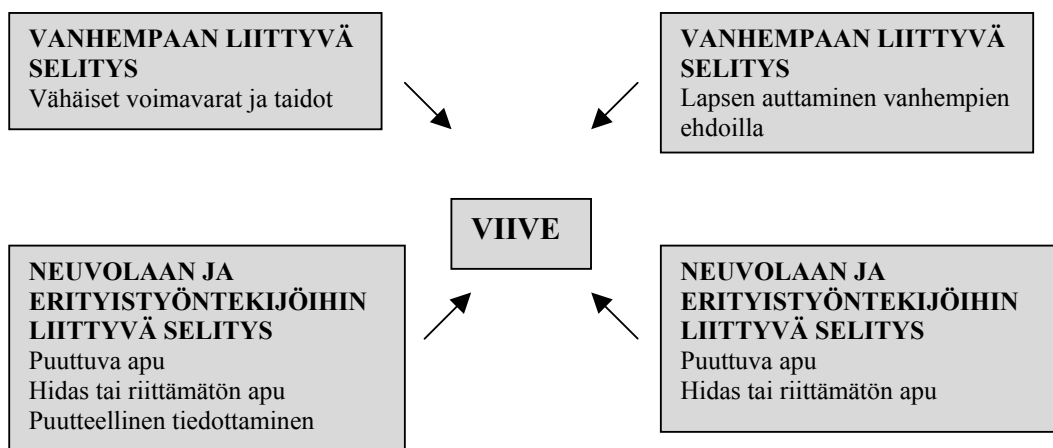 VANHEMPAAN LIITTYVÄ
SELITYS
Vähäiset voimavarat ja taidot
VANHEMPAAN LIITTYVÄ
SELITYS
Lapsen auttaminen vanhempien
ehdoilla
VIIVE
NEUVOLAAN JA
ERITYISTYÖNTEKIJÖIHIN
LIITTYVÄ SELITYS
Puuttuva apu
Hidas tai riittämätön apu
Puutteellinen tiedottaminen
NEUVOLAAN JA
ERITYISTYÖNTEKIJÖIHIN
LIITTYVÄ SELITYS
Puuttuva apu
Hidas tai riittämätön apu